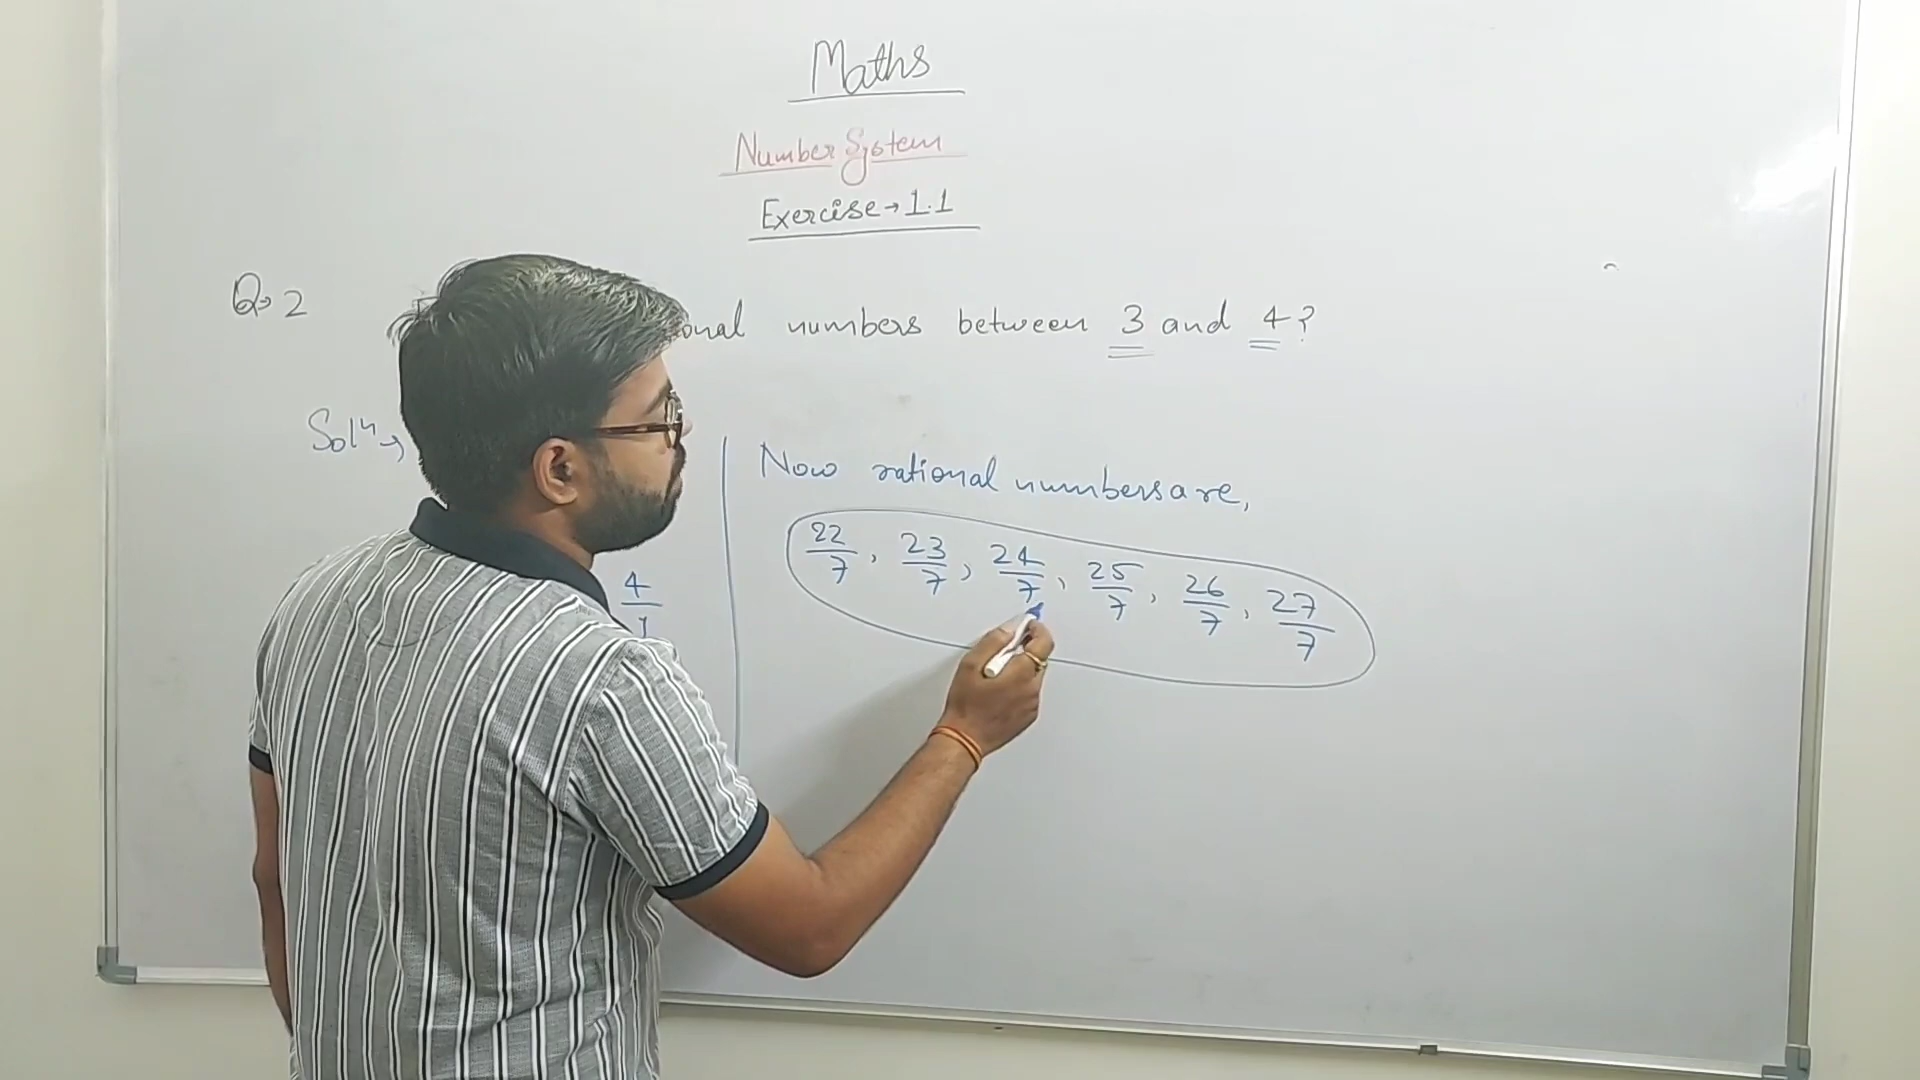 Maths
Number System
Exercise → 1.1
Q. 2 numbers between 3 and 4?
Solⁿ →
4/1
Now rational numbers are,
22/7, 23/7, 24/7, 25/7, 26/7, 27/7